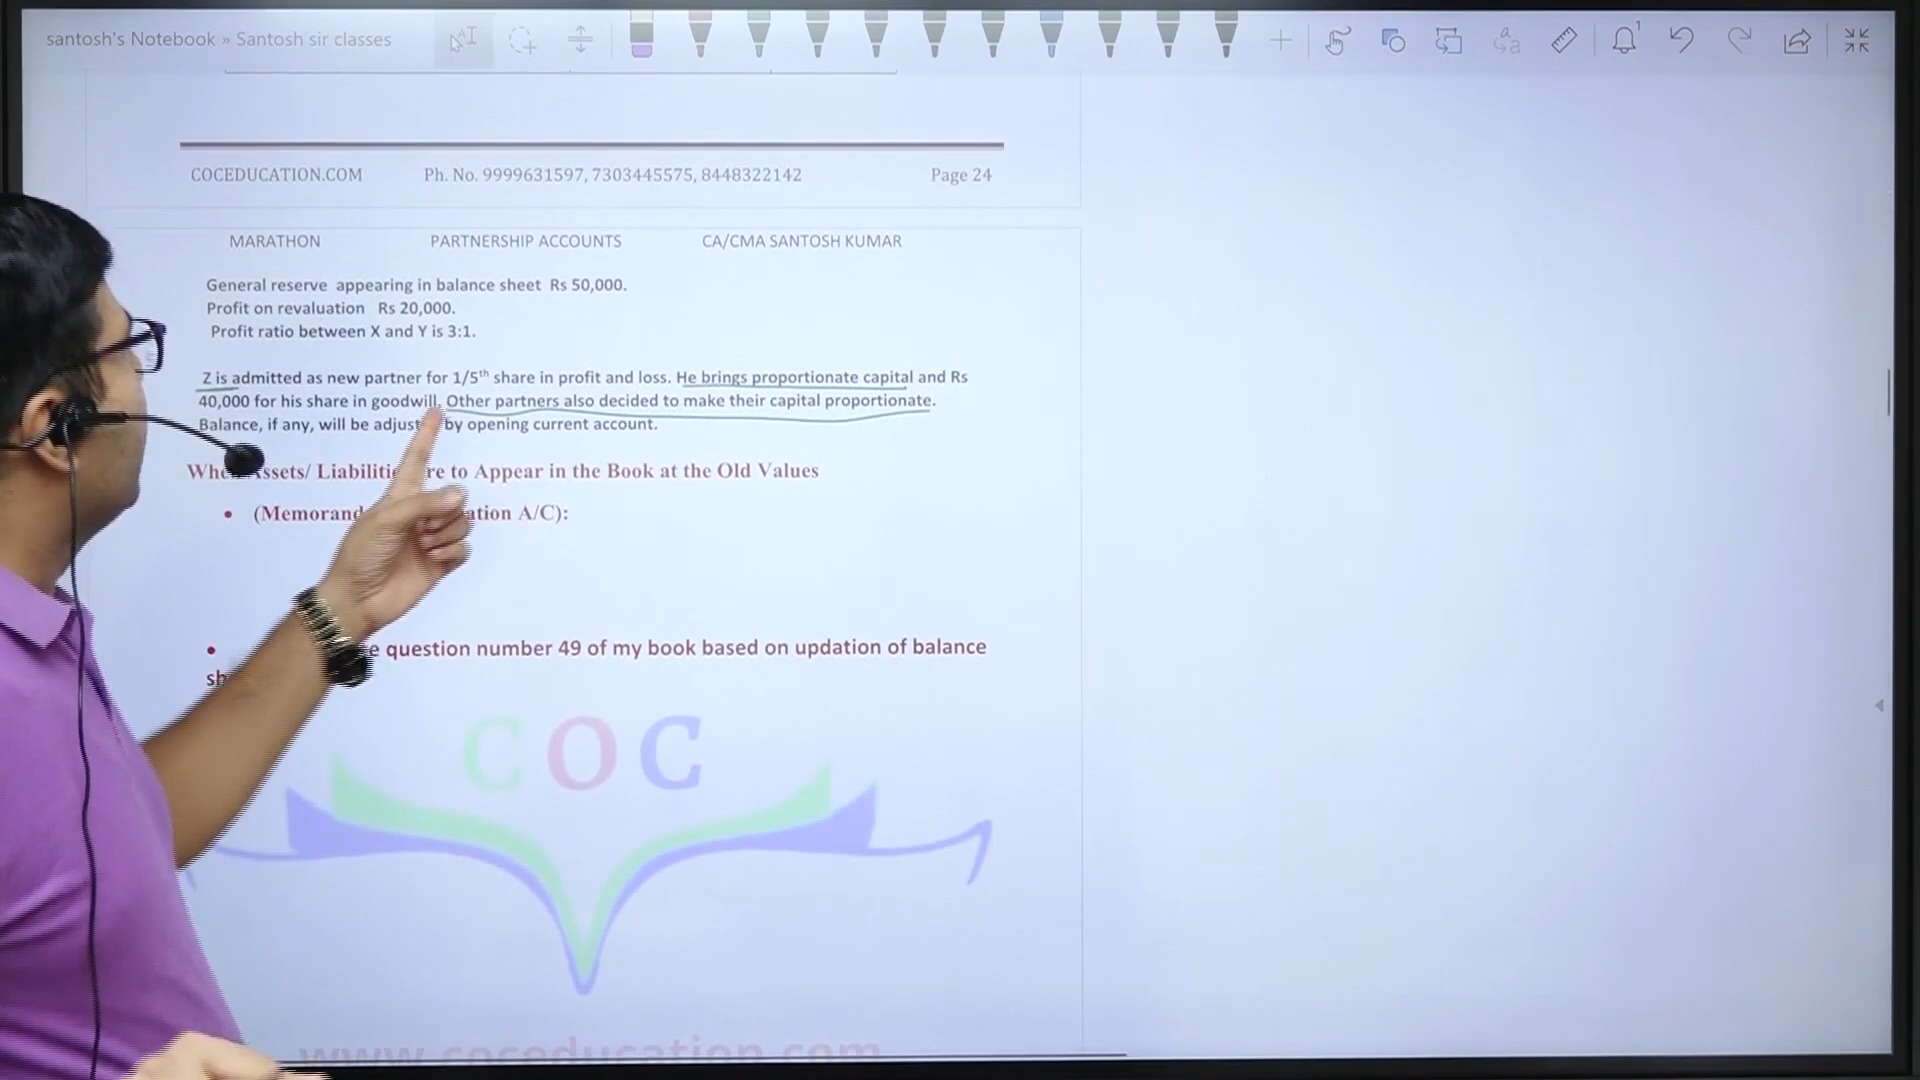 santosh's Notebook » Santosh sir classes
COCEDUCATION.COM Ph. No. 9999631597, 7303445575, 8448322142 Page 24
MARATHON PARTNERSHIP ACCOUNTS CA/CMA SANTOSH KUMAR
General reserve appearing in balance sheet Rs 50,000.
Profit on revaluation Rs 20,000.
Profit ratio between X and Y is 3:1.
Z is admitted as new partner for 1/5th share in profit and loss. He brings proportionate capital and Rs
40,000 for his share in goodwill. Other partners also decided to make their capital proportionate.
Balance, if any, will be by opening current account.
to Appear in the Book at the Old Values
• A/C):
• question number 49 of my book based on updation of balance
COC
www.coceducation.com